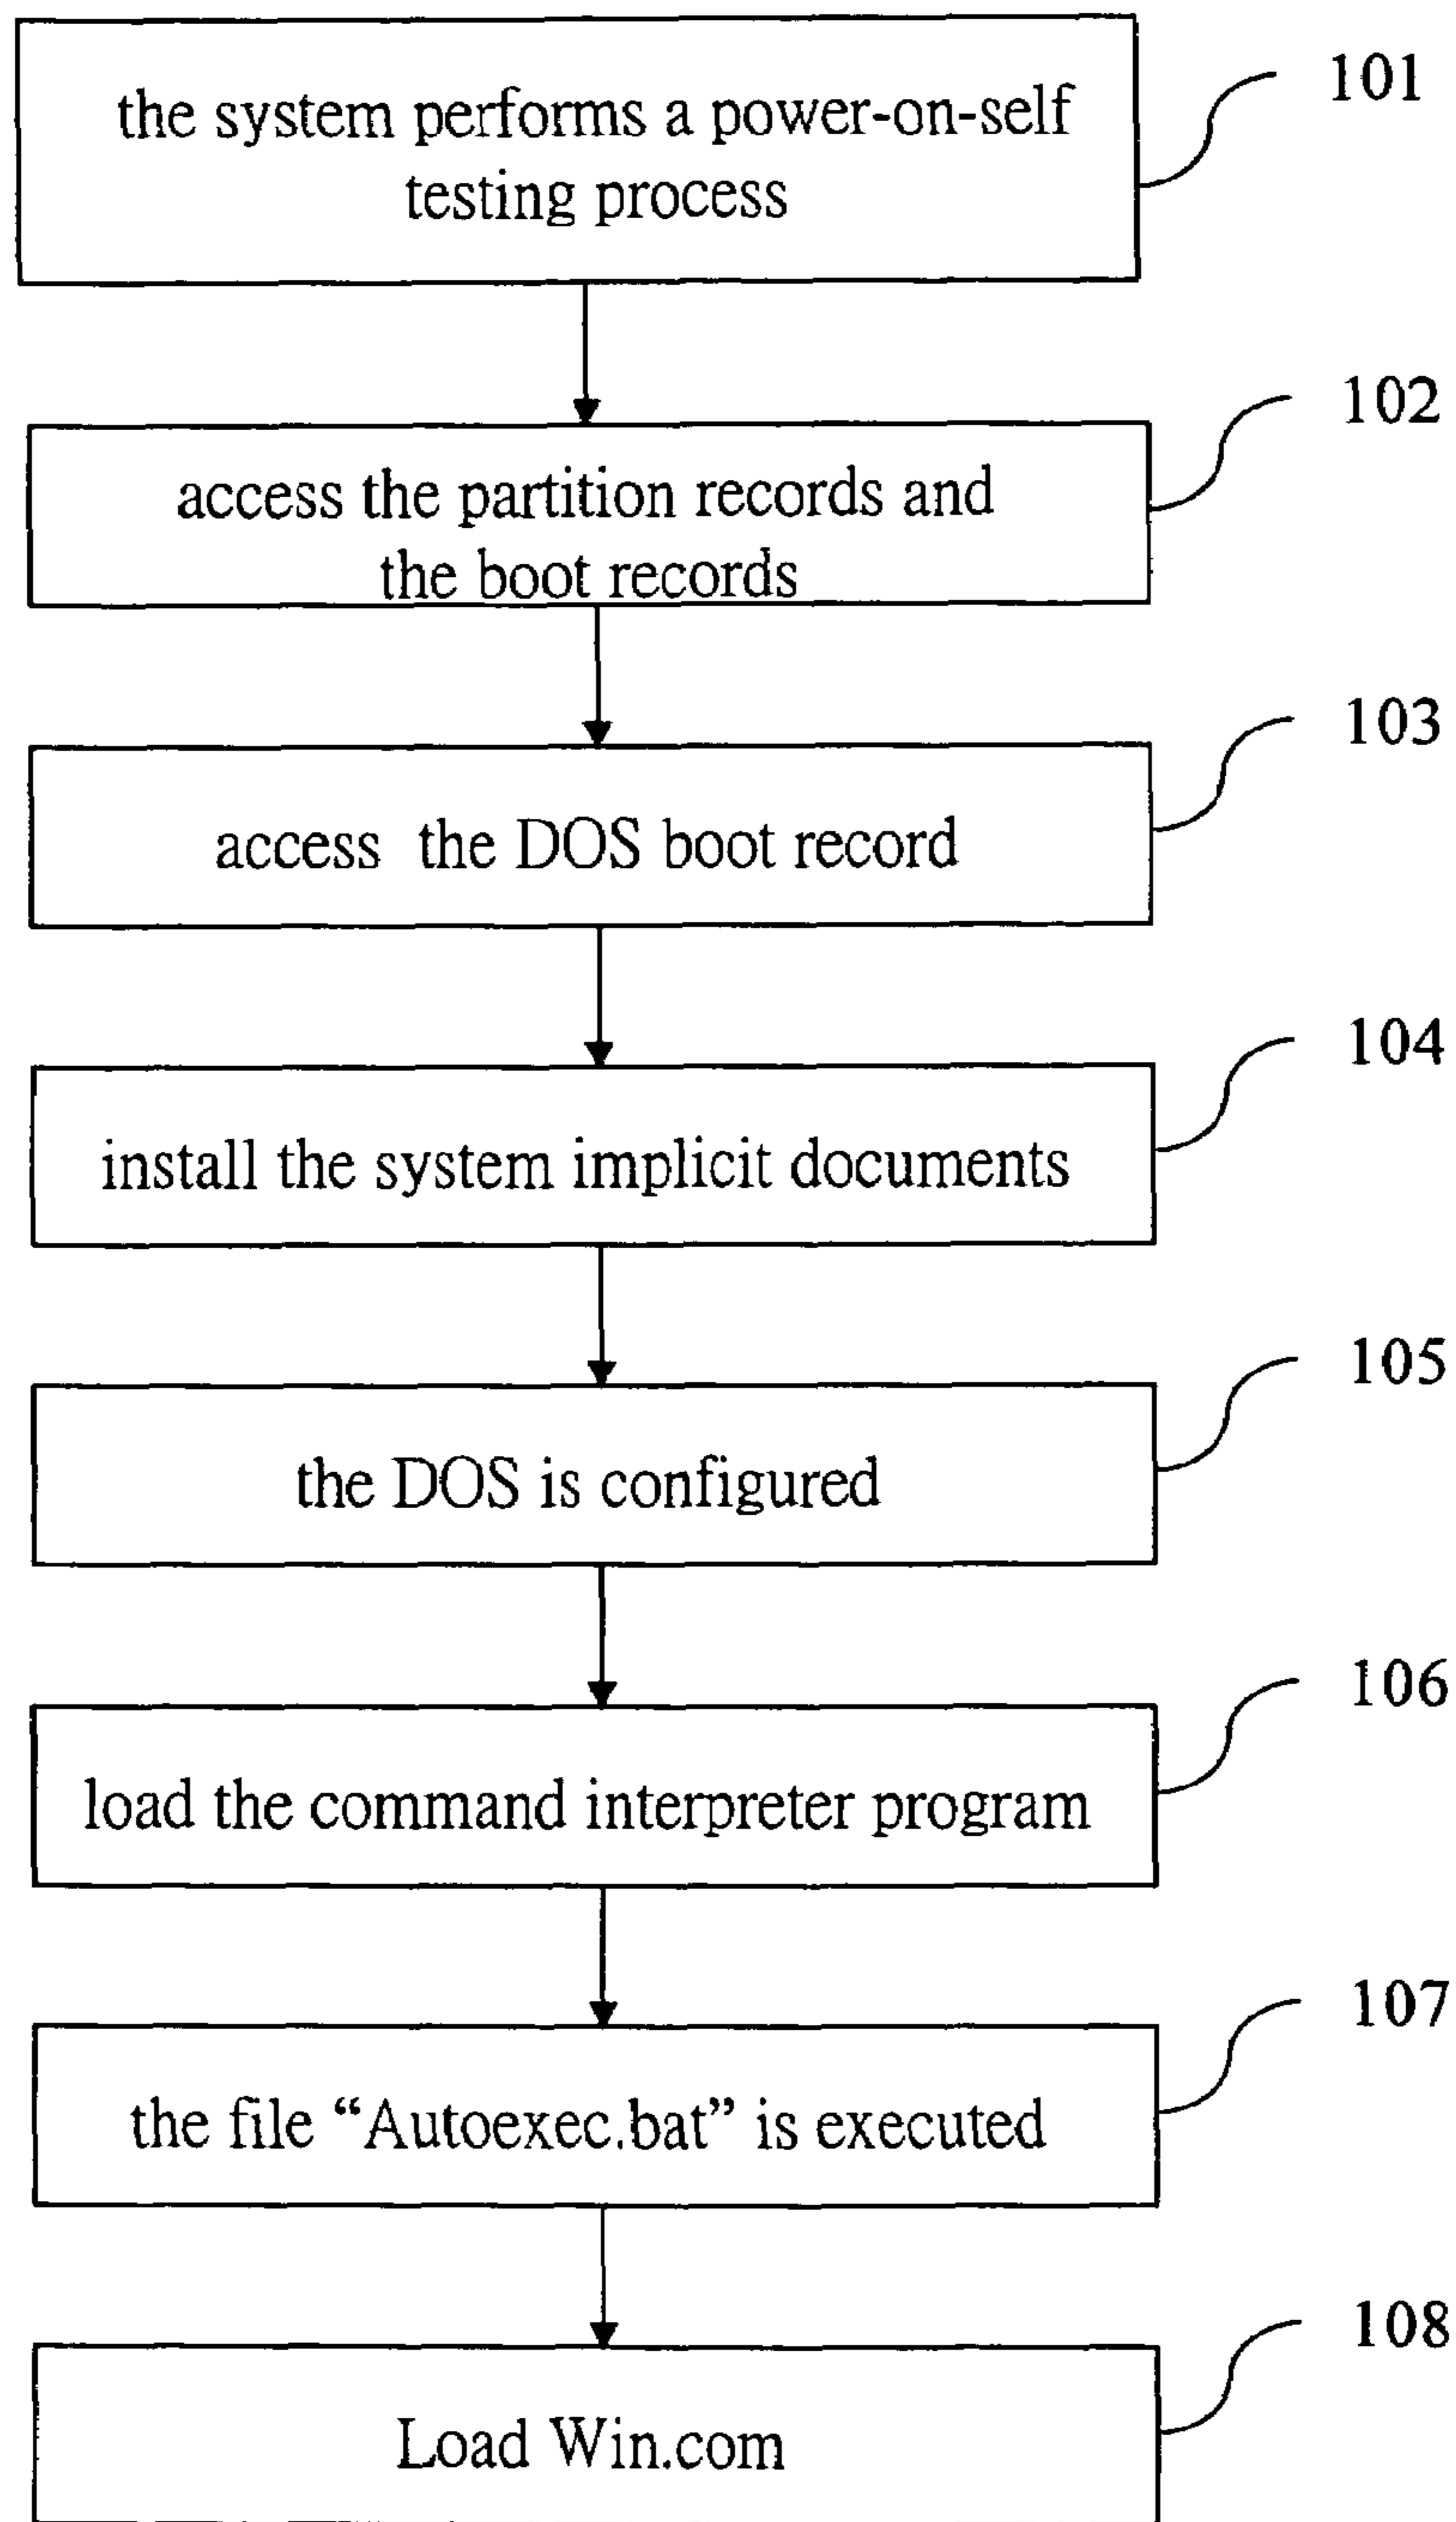 the system performs a power-on-self
testing process
101
access the partition records and
the boot records
102
access the DOS boot record
103
install the system implicit documents
104
the DOS is configured
105
load the command interpreter program
106
the file “Autoexec.bat” is executed
107
Load Win.com
108